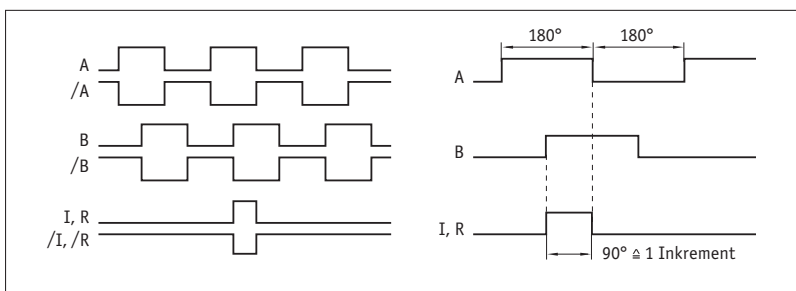 A
/A
B
/B
I, R
/I, /R
180° 180°
A
B
I, R
90° ≙ 1 Inkrement